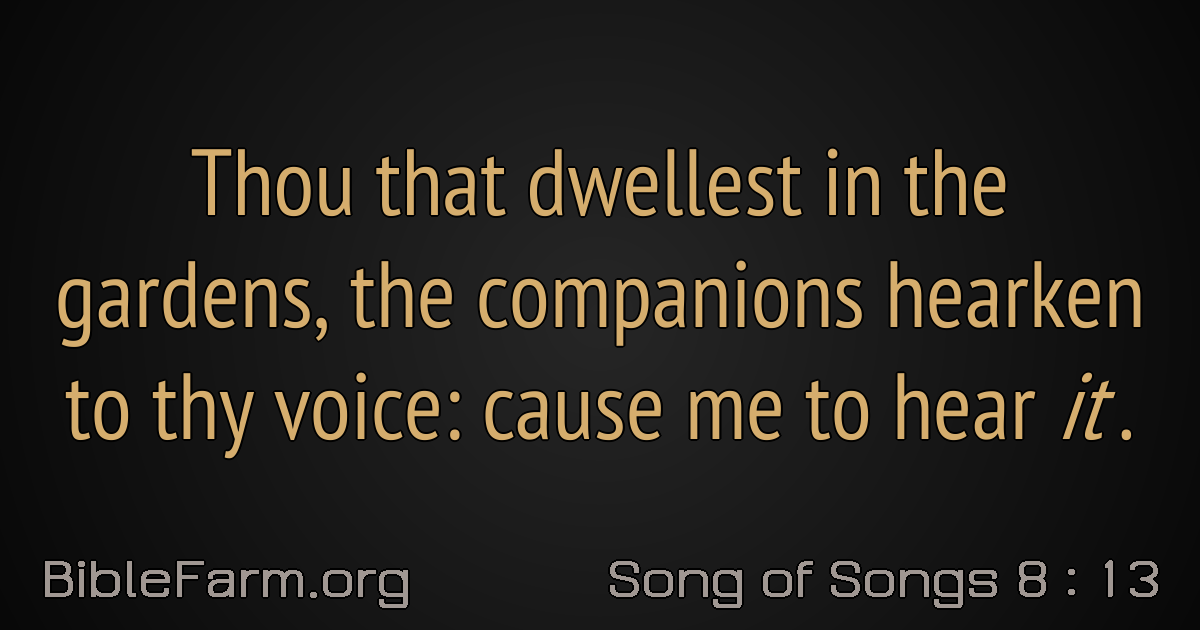 Thou that dwellest in the
gardens, the companions hearken
to thy voice: cause me to hear it.
BibleFarm.org
Song of Songs 8 : 13